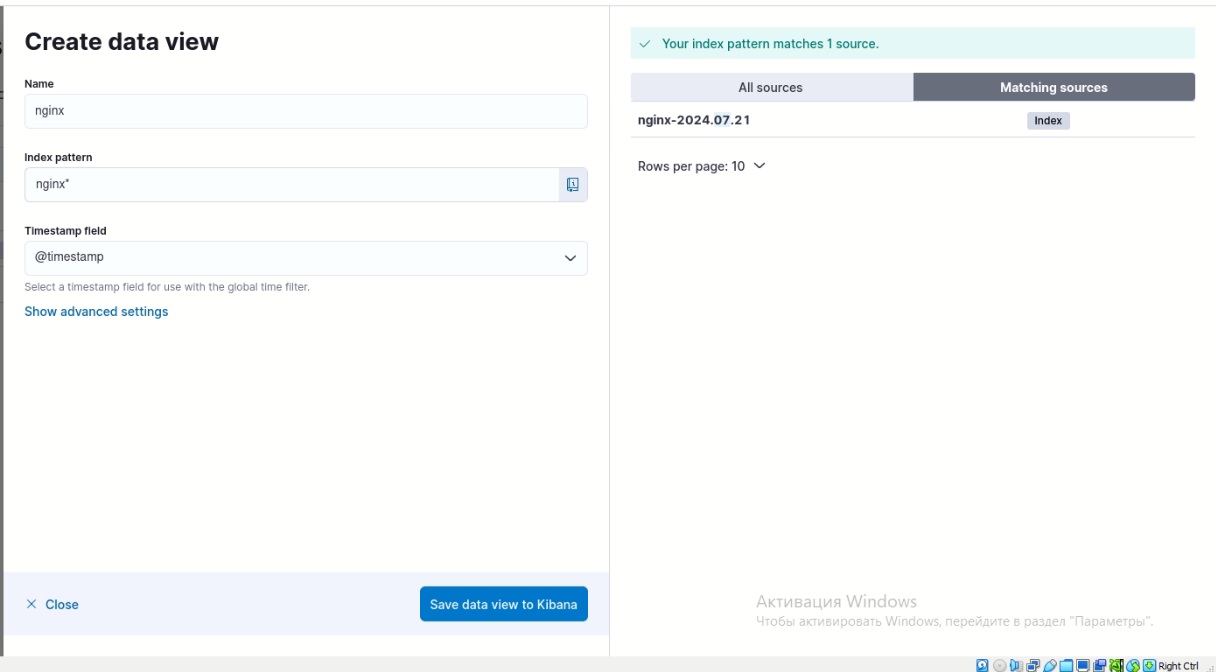 Create data view
Name
nginx
Index pattern
nginx*
Timestamp field
@timestamp
Select a timestamp field for use with the global time filter.
Show advanced settings
Close
Save data view to Kibana
Your index pattern matches 1 source.
All sources
Matching sources
nginx-2024.07.21
Index
Rows per page: 10
Активация Windows
Чтобы активировать Windows, перейдите в раздел "Параметры".
Right Ctrl